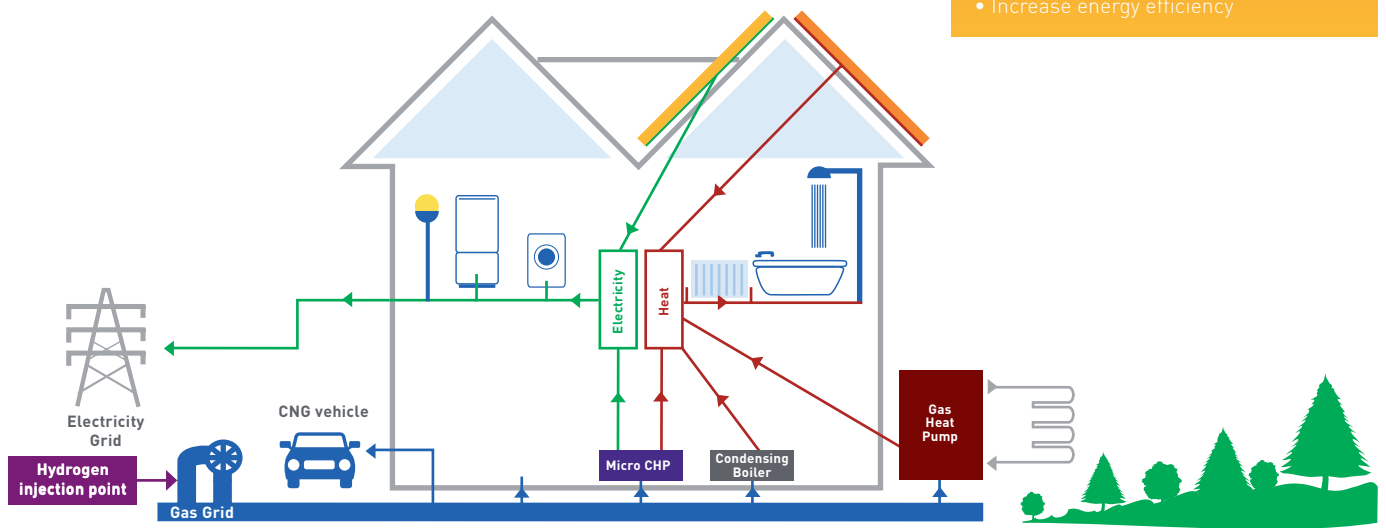 • Increase energy efficiency
Electricity
Heat
Electricity
Grid
CNG vehicle
Gas
Heat
Pump
Hydrogen
injection point
Micro CHP
Condensing
Boiler
Gas Grid